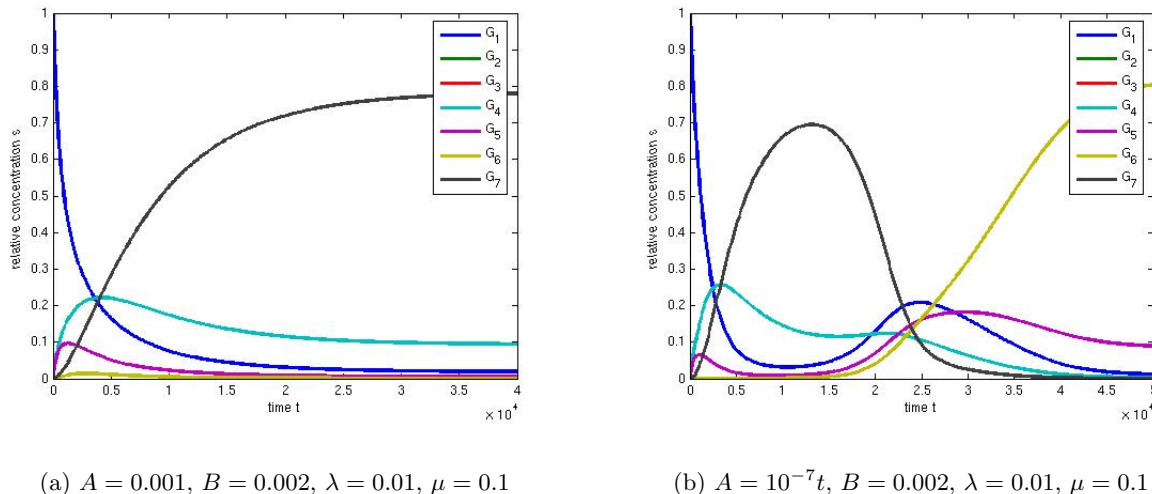 1
0.9
0.8
0.7
0.6
0.5
0.4
0.3
0.2
0.1
0
relative concentration s
0 0.5 1 1.5 2 2.5 3 3.5 4
time t
× 10⁴
G₁
G₂
G₃
G₄
G₅
G₆
G₇
1
0.9
0.8
0.7
0.6
0.5
0.4
0.3
0.2
0.1
0
relative concentration s
0 0.5 1 1.5 2 2.5 3 3.5 4 4.5 5
time t
× 10⁴
G₁
G₂
G₃
G₄
G₅
G₆
G₇
(a) A = 0.001, B = 0.002, λ = 0.01, μ = 0.1
(b) A = 10⁻⁷t, B = 0.002, λ = 0.01, μ = 0.1